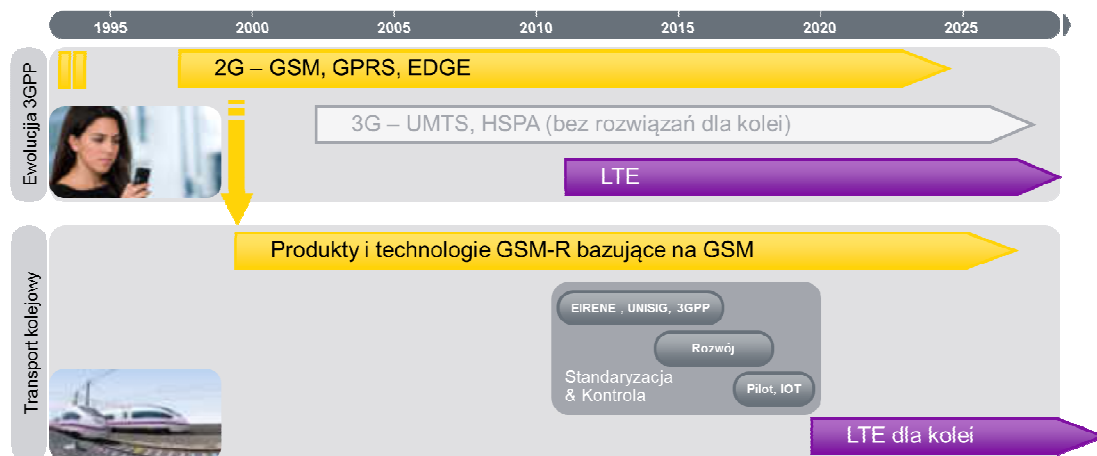 1995 2000 2005 2010 2015 2020 2025
Ewolucjja 3GPP
2G – GSM, GPRS, EDGE
3G – UMTS, HSPA (bez rozwiązań dla kolei)
LTE
Transport kolejowy
Produkty i technologie GSM-R bazujące na GSM
EIRENE , UNISIG, 3GPP
Rozwój
Pilot, IOT
Standaryzacja
& Kontrola
LTE dla kolei